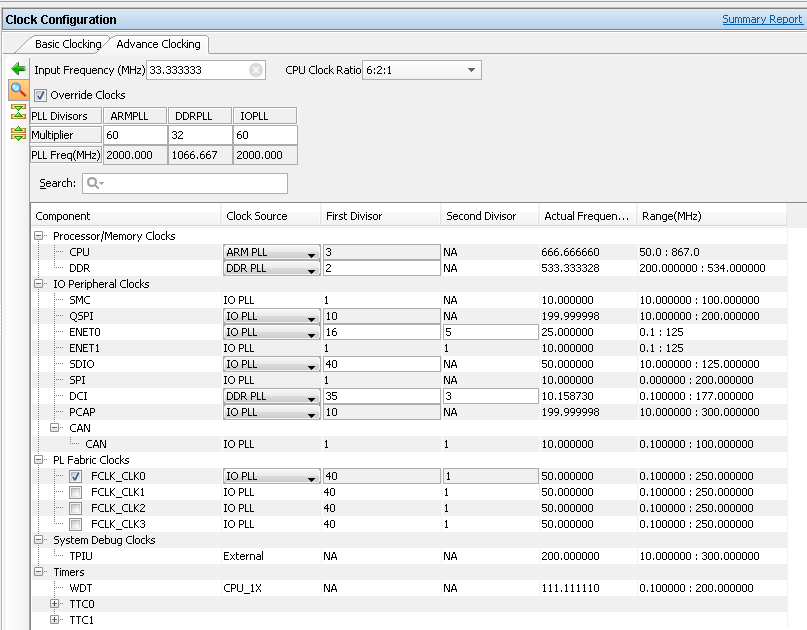 Clock Configuration Summary Report
Basic Clocking Advance Clocking
Input Frequency (MHz) 33.333333 CPU Clock Ratio 6:2:1
Override Clocks
PLL Divisors ARMPLL DDRPLL IOPLL
Multiplier 60 32 60
PLL Freq(MHz) 2000.000 1066.667 2000.000
Search:
Component Clock Source First Divisor Second Divisor Actual Frequen... Range(MHz)
Processor/Memory Clocks
CPU ARM PLL 3 NA 666.666660 50.0 : 867.0
DDR DDR PLL 2 NA 533.333328 200.000000 : 534.000000
IO Peripheral Clocks
SMC IO PLL 1 NA 10.000000 10.000000 : 100.000000
QSPI IO PLL 10 NA 199.999998 10.000000 : 200.000000
ENET0 IO PLL 16 5 25.000000 0.1 : 125
ENET1 IO PLL 1 1 10.000000 0.1 : 125
SDIO IO PLL 40 NA 50.000000 10.000000 : 125.000000
SPI IO PLL 1 NA 10.000000 0.000000 : 200.000000
DCI DDR PLL 35 3 10.158730 0.100000 : 177.000000
PCAP IO PLL 10 NA 199.999998 10.000000 : 300.000000
CAN
CAN IO PLL 1 1 10.000000 0.100000 : 100.000000
PL Fabric Clocks
FCLK_CLK0 IO PLL 40 1 50.000000 0.100000 : 250.000000
FCLK_CLK1 IO PLL 40 1 50.000000 0.100000 : 250.000000
FCLK_CLK2 IO PLL 40 1 50.000000 0.100000 : 250.000000
FCLK_CLK3 IO PLL 40 1 50.000000 0.100000 : 250.000000
System Debug Clocks
TPIU External NA NA 200.000000 10.000000 : 300.000000
Timers
WDT CPU_1X NA NA 111.111110 0.100000 : 200.000000
TTC0
TTC1